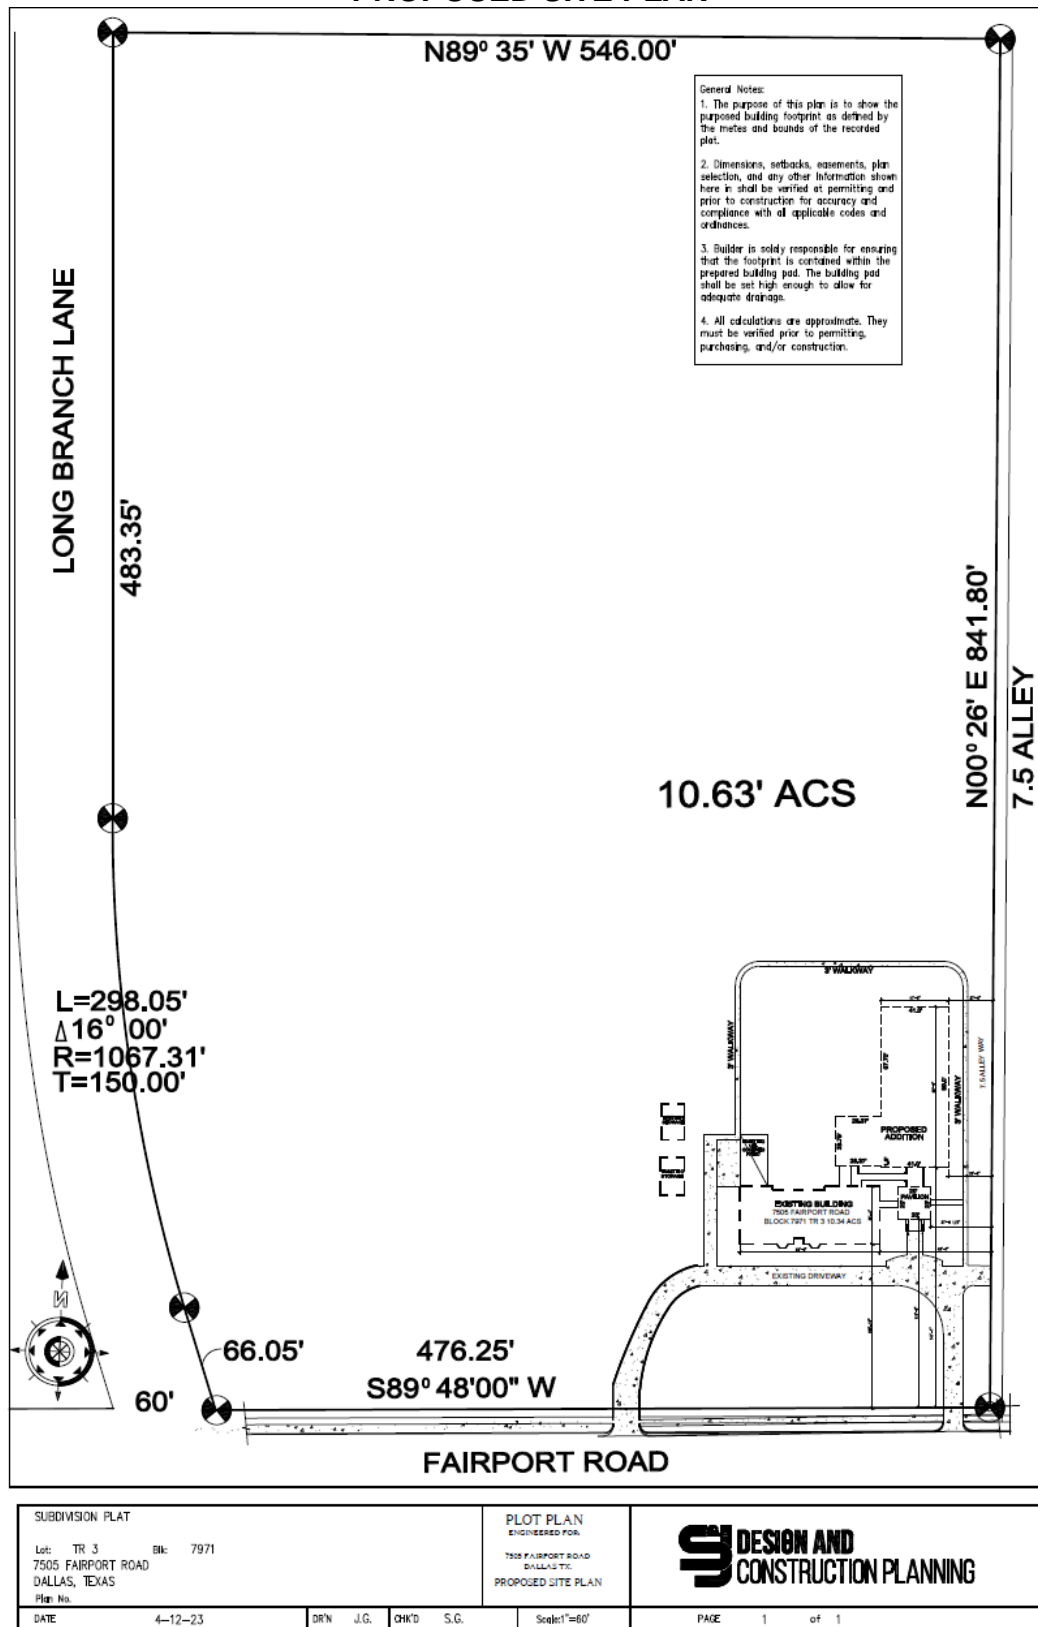 PROPOSED SITE PLAN
N89° 35' W 546.00'
General Notes:
1. The purpose of this plan is to show the
purposed building footprint as defined by
the metes and bounds of the recorded
plat.
2. Dimensions, setbacks, easements, plan
selection, and any other information shown
here in shall be verified at permitting and
prior to construction for accuracy and
compliance with all applicable codes and
ordinances.
3. Builder is solely responsible for ensuring
that the footprint is contained within the
prepared building pad. The building pad
shall be set high enough to allow for
adequate drainage.
4. All calculations are approximate. They
must be verified prior to permitting,
purchasing, and/or construction.
LONG BRANCH LANE
483.35'
N00° 26' E 841.80'
7.5 ALLEY
10.63' ACS
L=298.05'
Δ16° 00'
R=1067.31'
T=150.00'
3' WALKWAY
3' WALKWAY
3' WALKWAY
7.5 ALLEY WAY
PROPOSED
ADDITION
EXISTING BUILDING
7505 FAIRPORT ROAD
BLOCK 7971 TR 3 10.34 ACS
PAVILION
EXISTING DRIVEWAY
N
66.05'
476.25'
S89° 48'00" W
60'
FAIRPORT ROAD
SUBDIVISION PLAT
Lot: TR 3 Blk: 7971
7505 FAIRPORT ROAD
DALLAS, TEXAS
Plan No.
PLOT PLAN
ENGINEERED FOR:
7505 FAIRPORT ROAD
DALLAS TX.
PROPOSED SITE PLAN
DESIGN AND
CONSTRUCTION PLANNING
DATE 4-12-23 DR'N J.G. CHK'D S.G. Scale:1"=60' PAGE 1 of 1